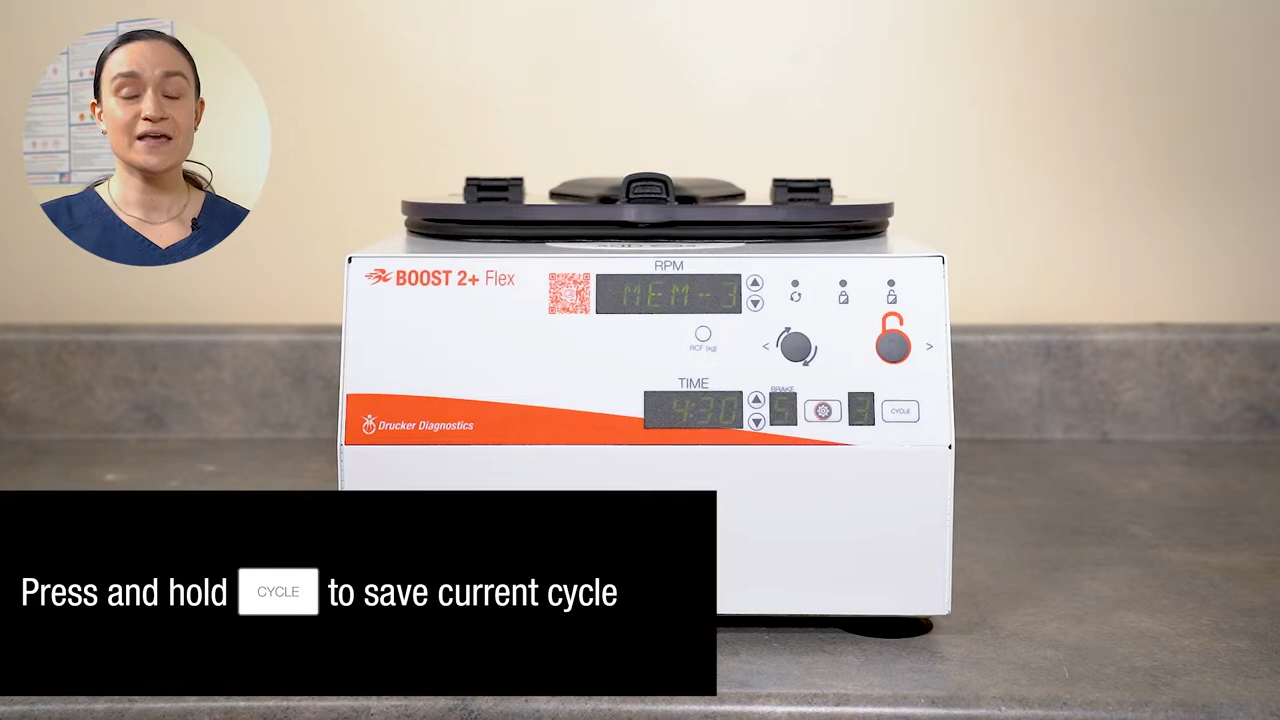 RPM
BOOST 2+ Flex
MEM-3
RCF (xg)
< >
TIME
BRAKE
4:30 5 3 CYCLE
Drucker Diagnostics
Press and hold CYCLE to save current cycle